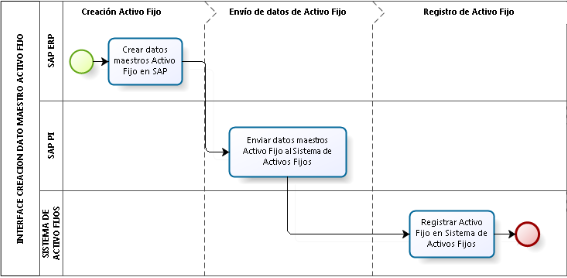 Creación Activo Fijo
Envío de datos de Activo Fijo
Registro de Activo Fijo
INTERFACE CREACION DATO MAESTRO ACTIVO FIJO
SAP ERP
Crear datos
maestros Activo
Fijo en SAP
SAP PI
Enviar datos maestros
Activo Fijo al Sistema de
Activos Fijos
SISTEMA DE
ACTIVO FIJOS
Registrar Activo
Fijo en Sistema de
Activos Fijos